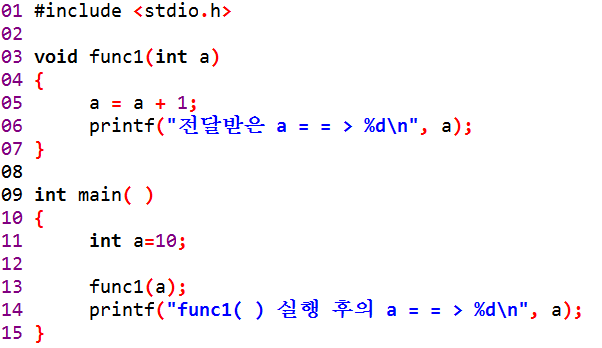 01 #include <stdio.h>
02
03 void func1(int a)
04 {
05      a = a + 1;
06      printf("전달받은 a = = > %d\n", a);
07 }
08
09 int main( )
10 {
11      int a=10;
12
13      func1(a);
14      printf("func1( ) 실행 후의 a = = > %d\n", a);
15 }